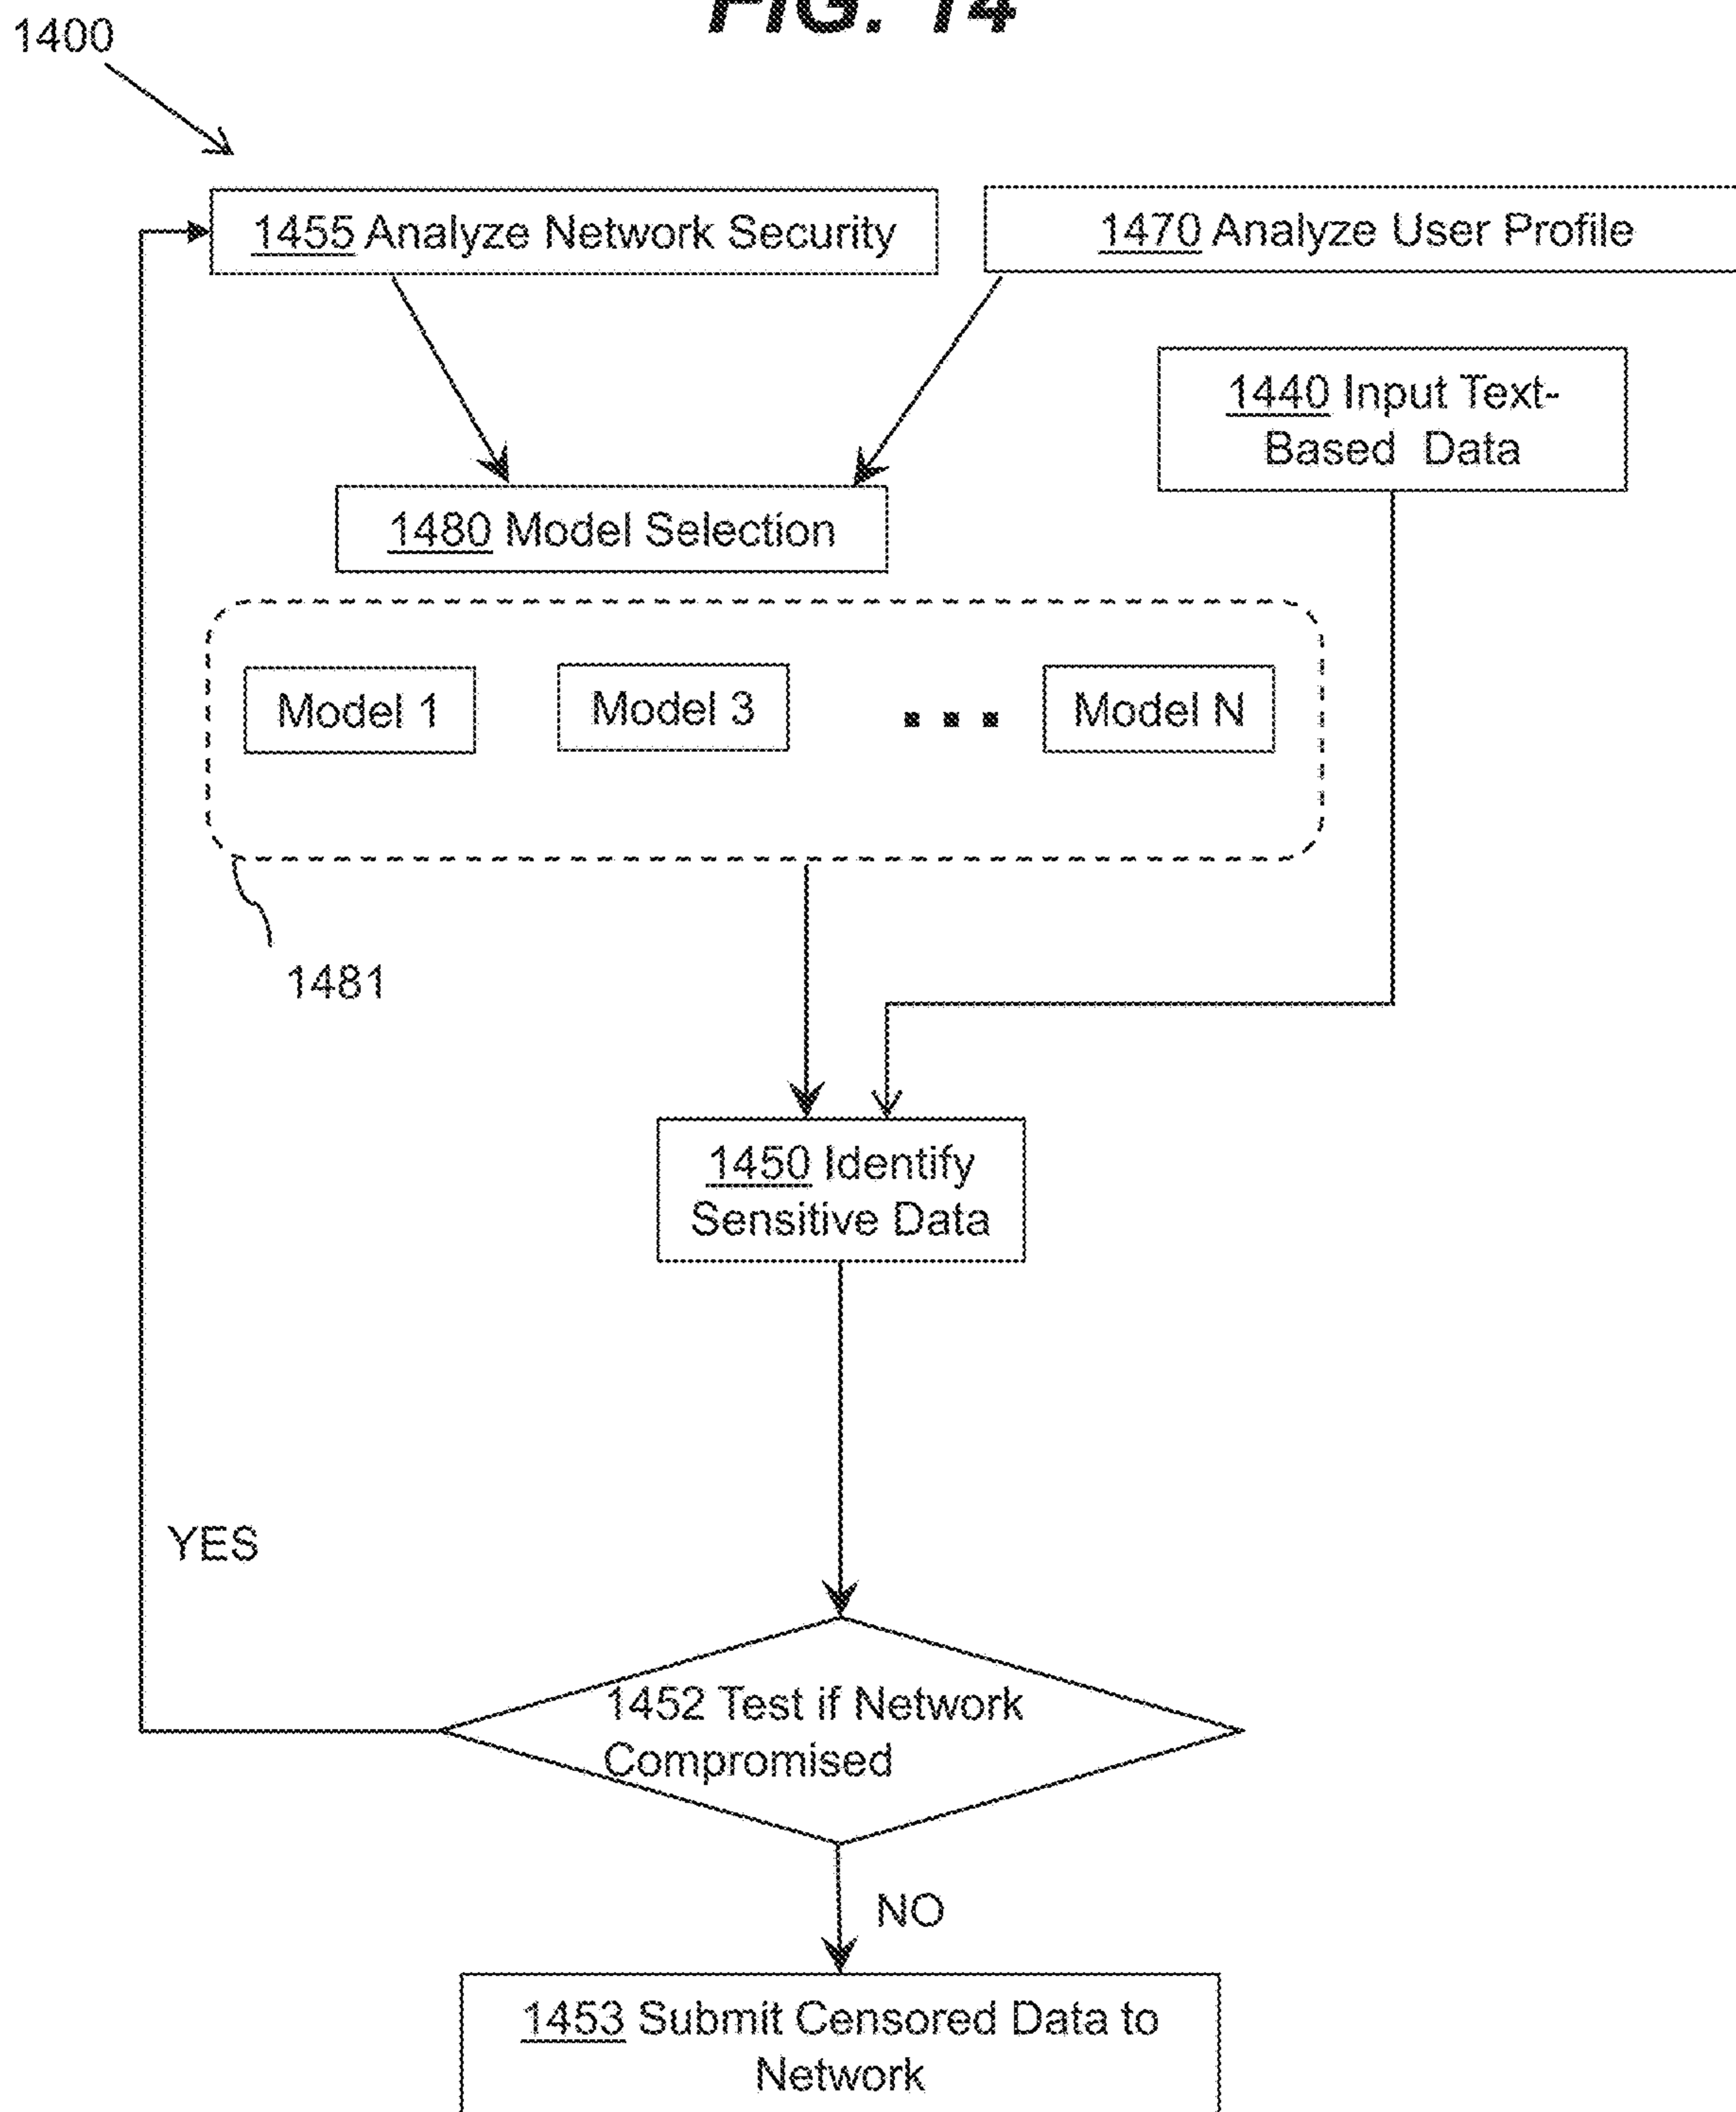 FIG. 14
1400
1455 Analyze Network Security
1470 Analyze User Profile
1440 Input Text-
Based Data
1480 Model Selection
Model 1
Model 3
...
Model N
1481
1450 Identify
Sensitive Data
YES
1452 Test if Network
Compromised
NO
1453 Submit Censored Data to
Network